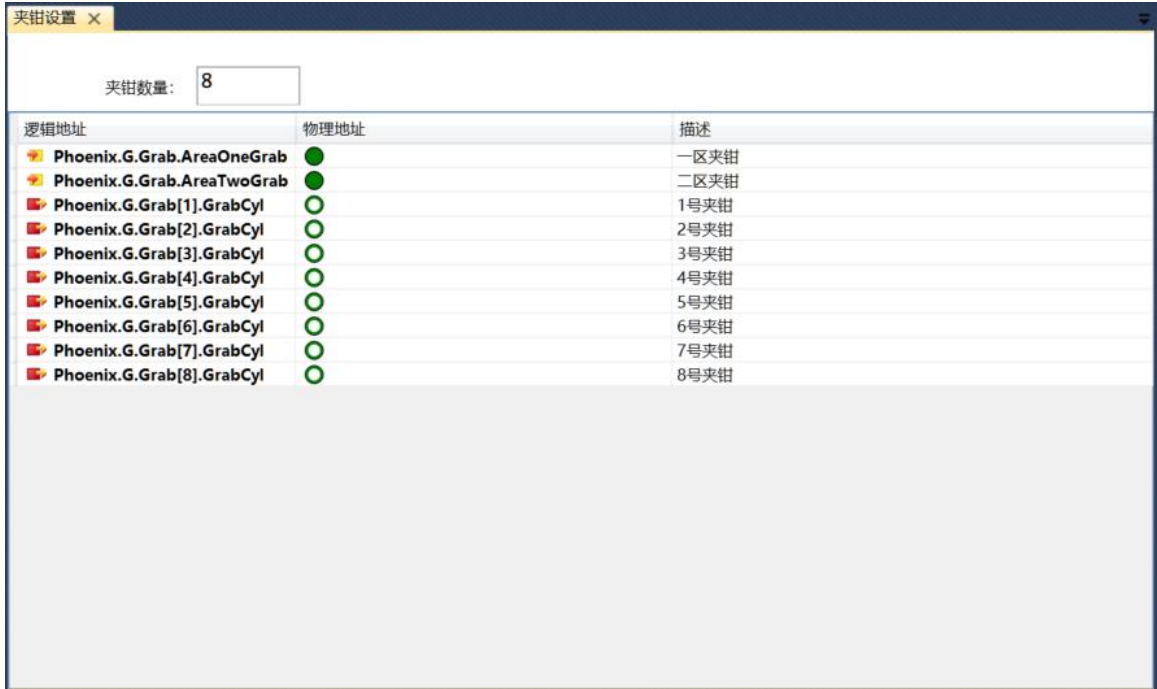 夹钳设置
夹钳数量： 8
逻辑地址 物理地址 描述
Phoenix.G.Grab.AreaOneGrab 一区夹钳
Phoenix.G.Grab.AreaTwoGrab 二区夹钳
Phoenix.G.Grab[1].GrabCyl 1号夹钳
Phoenix.G.Grab[2].GrabCyl 2号夹钳
Phoenix.G.Grab[3].GrabCyl 3号夹钳
Phoenix.G.Grab[4].GrabCyl 4号夹钳
Phoenix.G.Grab[5].GrabCyl 5号夹钳
Phoenix.G.Grab[6].GrabCyl 6号夹钳
Phoenix.G.Grab[7].GrabCyl 7号夹钳
Phoenix.G.Grab[8].GrabCyl 8号夹钳